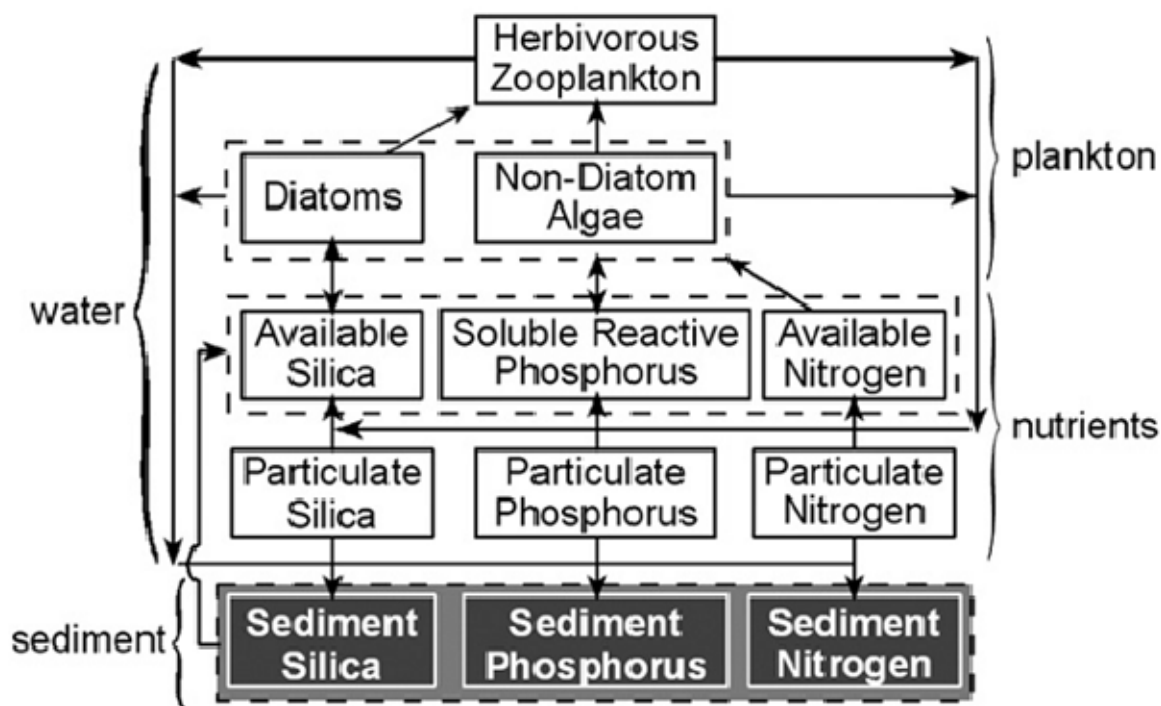 Herbivorous
Zooplankton
plankton
Diatoms
Non-Diatom
Algae
water
Available
Silica
Soluble Reactive
Phosphorus
Available
Nitrogen
nutrients
Particulate
Silica
Particulate
Phosphorus
Particulate
Nitrogen
sediment
Sediment
Silica
Sediment
Phosphorus
Sediment
Nitrogen